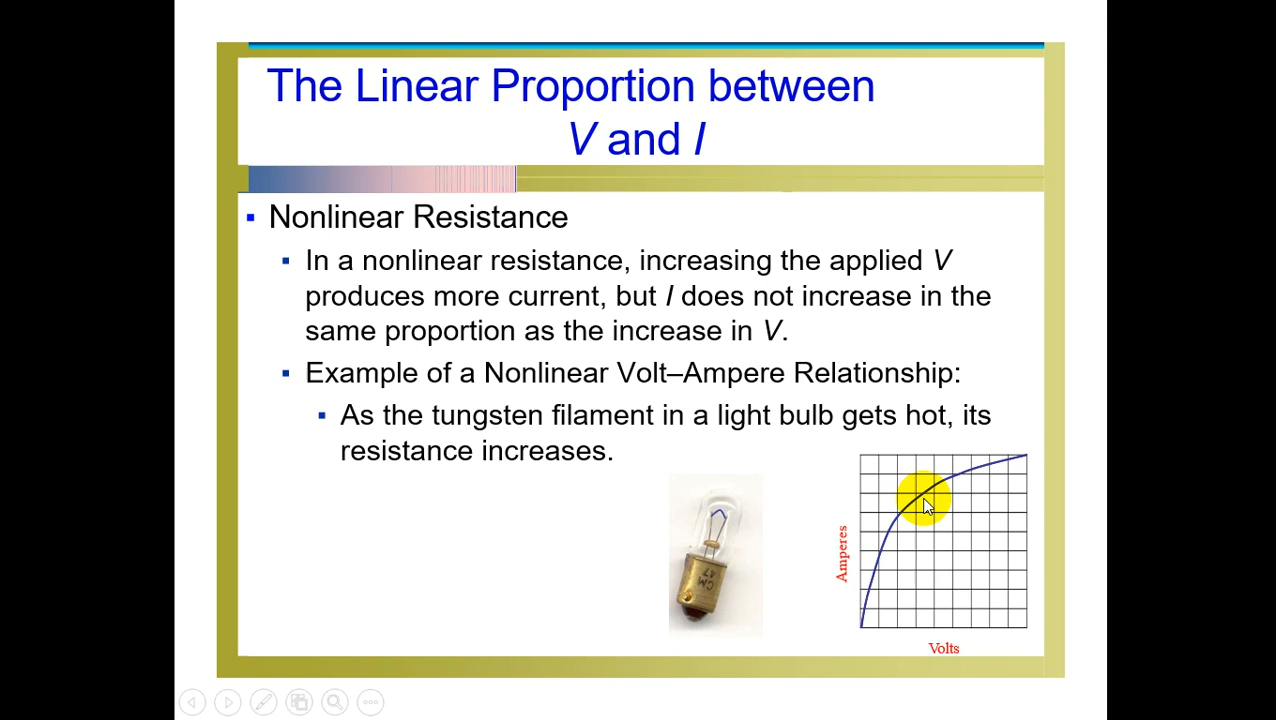 The Linear Proportion between
V and I
▪ Nonlinear Resistance
▪ In a nonlinear resistance, increasing the applied V
produces more current, but I does not increase in the
same proportion as the increase in V.
▪ Example of a Nonlinear Volt–Ampere Relationship:
▪ As the tungsten filament in a light bulb gets hot, its
resistance increases.
CM
47
Amperes
Volts